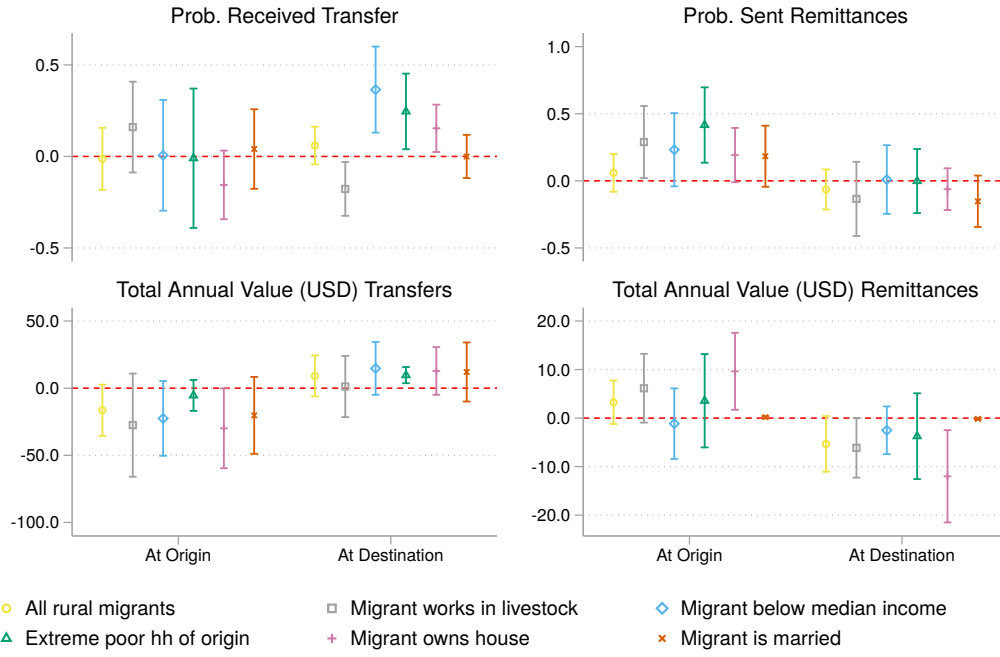 Prob. Received Transfer
0.5
0.0
-0.5
Prob. Sent Remittances
1.0
0.5
0.0
-0.5
Total Annual Value (USD) Transfers
50.0
0.0
-50.0
-100.0
At Origin
At Destination
Total Annual Value (USD) Remittances
20.0
10.0
0.0
-10.0
-20.0
At Origin
At Destination
All rural migrants
Migrant works in livestock
Migrant below median income
Extreme poor hh of origin
Migrant owns house
Migrant is married